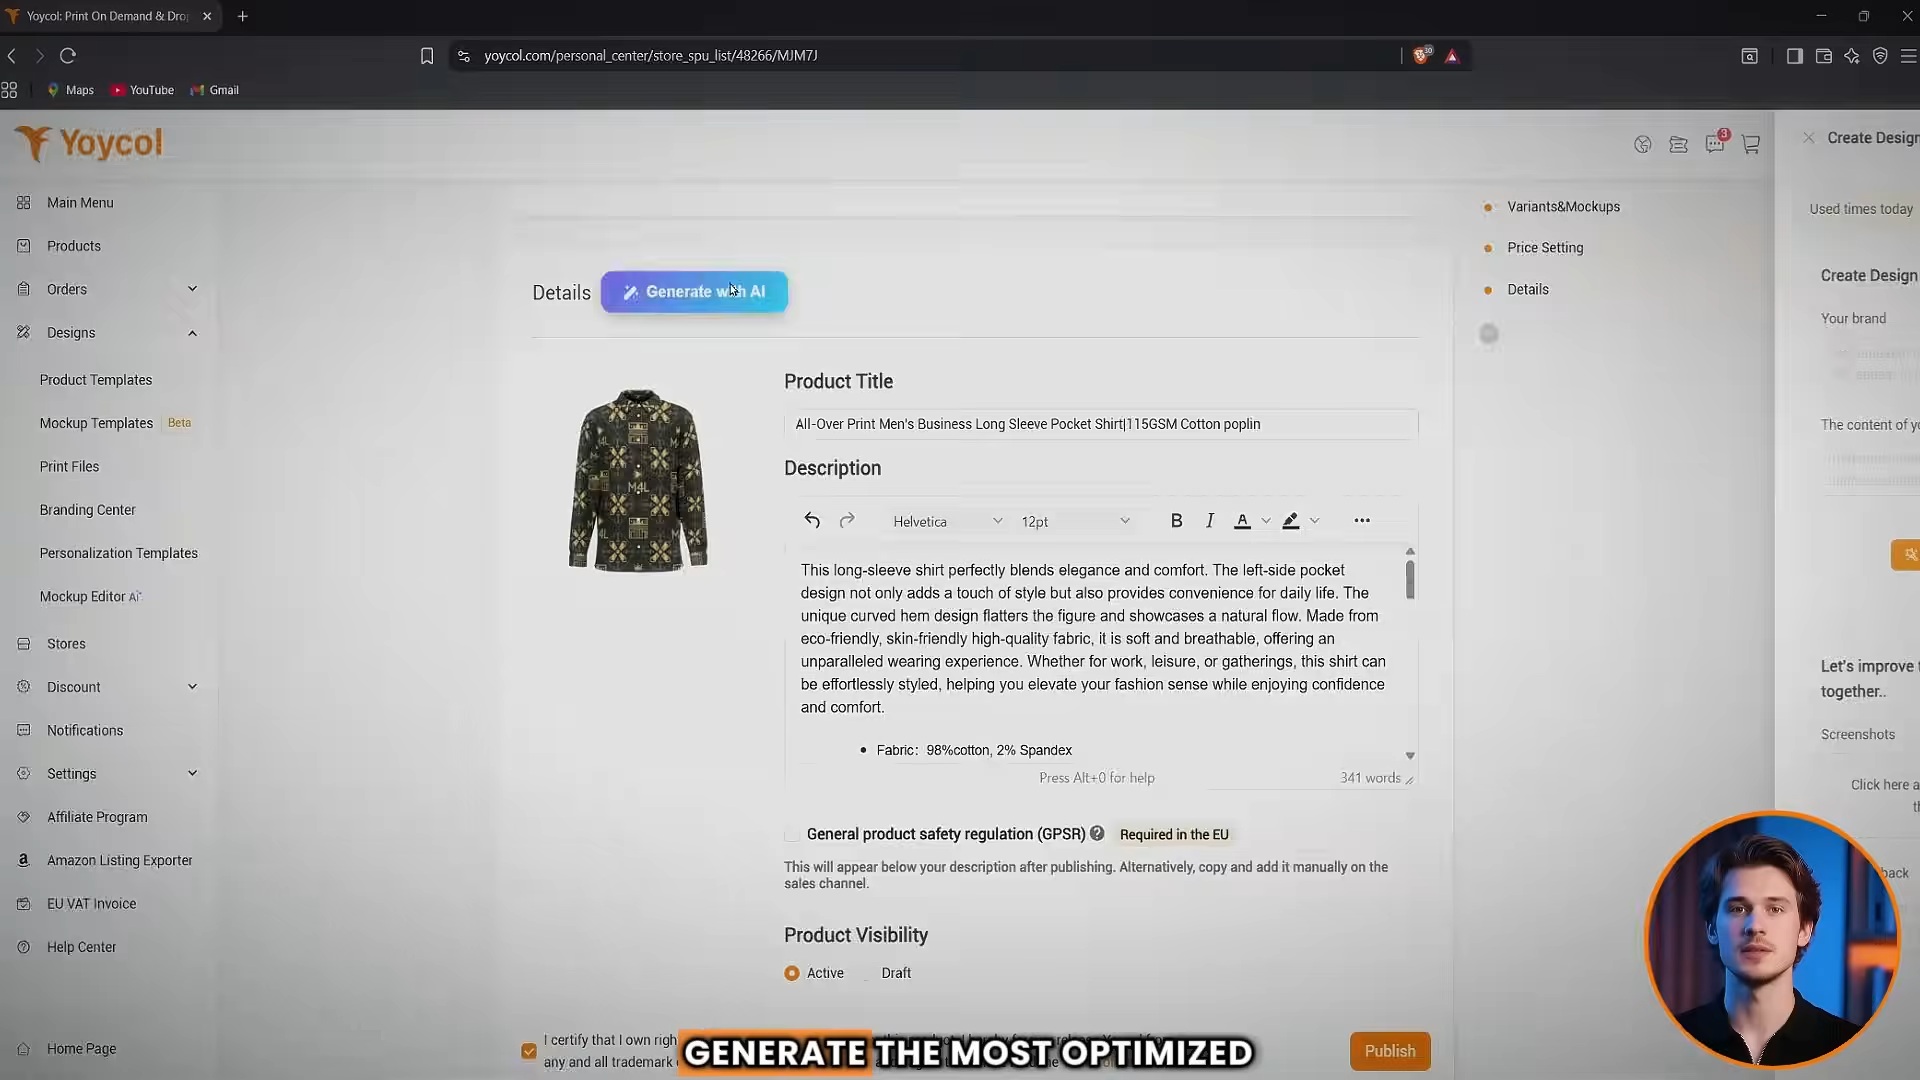 Yoycol: Print On Demand & Dro
yoycol.com/personal_center/store_spu_list/48266/MJM7J
30
Maps
YouTube
Gmail
Yoycol
3
Create Design
Main Menu
Products
Orders
Designs
Product Templates
Mockup Templates Beta
Print Files
Branding Center
Personalization Templates
Mockup Editor AI
Stores
Discount
Notifications
Settings
Affiliate Program
Amazon Listing Exporter
EU VAT Invoice
Help Center
Home Page
Details
Generate with AI
Product Title
All-Over Print Men's Business Long Sleeve Pocket Shirt|115GSM Cotton poplin
Description
Helvetica
12pt
B I A
This long-sleeve shirt perfectly blends elegance and comfort. The left-side pocket
design not only adds a touch of style but also provides convenience for daily life. The
unique curved hem design flatters the figure and showcases a natural flow. Made from
eco-friendly, skin-friendly high-quality fabric, it is soft and breathable, offering an
unparalleled wearing experience. Whether for work, leisure, or gatherings, this shirt can
be effortlessly styled, helping you elevate your fashion sense while enjoying confidence
and comfort.
• Fabric: 98%cotton, 2% Spandex
Press Alt+0 for help
341 words
M4L
General product safety regulation (GPSR) Required in the EU
This will appear below your description after publishing. Alternatively, copy and add it manually on the
sales channel.
Product Visibility
Active
Draft
I certify that I own righ
any and all trademark
Publish
Variants&Mockups
Price Setting
Details
Used times today
Create Design
Your brand
The content of yo
Let's improve
together..
Screenshots
Click here a
back
GENERATE THE MOST OPTIMIZED